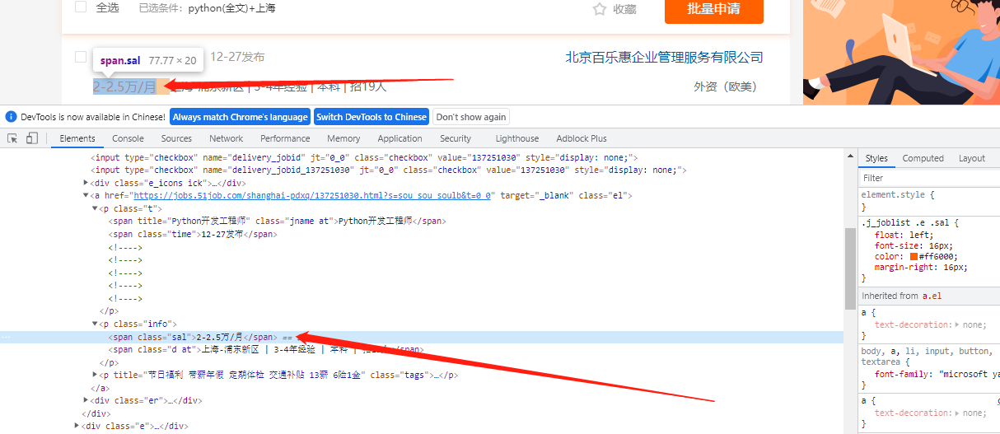 全选 已选条件: python(全文)+上海 收藏 批量申请
span.sal 77.77 × 20 12-27发布 北京百乐惠企业管理服务有限公司
2-2.5万/月 上海-浦东新区 | 3-4年经验 | 本科 | 招19人 外资（欧美）
DevTools is now available in Chinese! Always match Chrome's language Switch DevTools to Chinese Don't show again
Elements Console Sources Network Performance Memory Application Security Lighthouse Adblock Plus
<input type="checkbox" name="delivery_jobid" jt="0_0" class="checkbox" value="137251030" style="display: none;">
<input type="checkbox" name="delivery_jobid_137251030" jt="0_0" class="checkbox" value="137251030" style="display: none;">
<div class="e_icons ick">…</div>
<a href="https://jobs.51job.com/shanghai-pdxq/137251030.html?s=sou_sou_soulb&t=0_0" target="_blank" class="el">
<p class="t">
<span title="Python开发工程师" class="jname at">Python开发工程师</span>
<span class="time">12-27发布</span>
<!---->
<!---->
<!---->
<!---->
<!---->
</p>
<p class="info">
<span class="sal">2-2.5万/月</span> ==
<span class="d at">上海-浦东新区 | 3-4年经验 | 本科 | </span>
</p>
<p title="节日福利 带薪年假 定期体检 交通补贴 13薪 6险1金" class="tags">…</p>
</a>
<div class="er">…</div>
</div>
<div class="e">…</div>
Styles Computed Layout
Filter
element.style {
}
.j_joblist .e .sal {
float: left;
font-size: 16px;
color: #ff6000;
margin-right: 16px;
}
Inherited from a.el
a {
text-decoration: none;
}
body, a, li, input, button,
textarea {
font-family: "microsoft ya
}
a {
text-decoration: none;
}